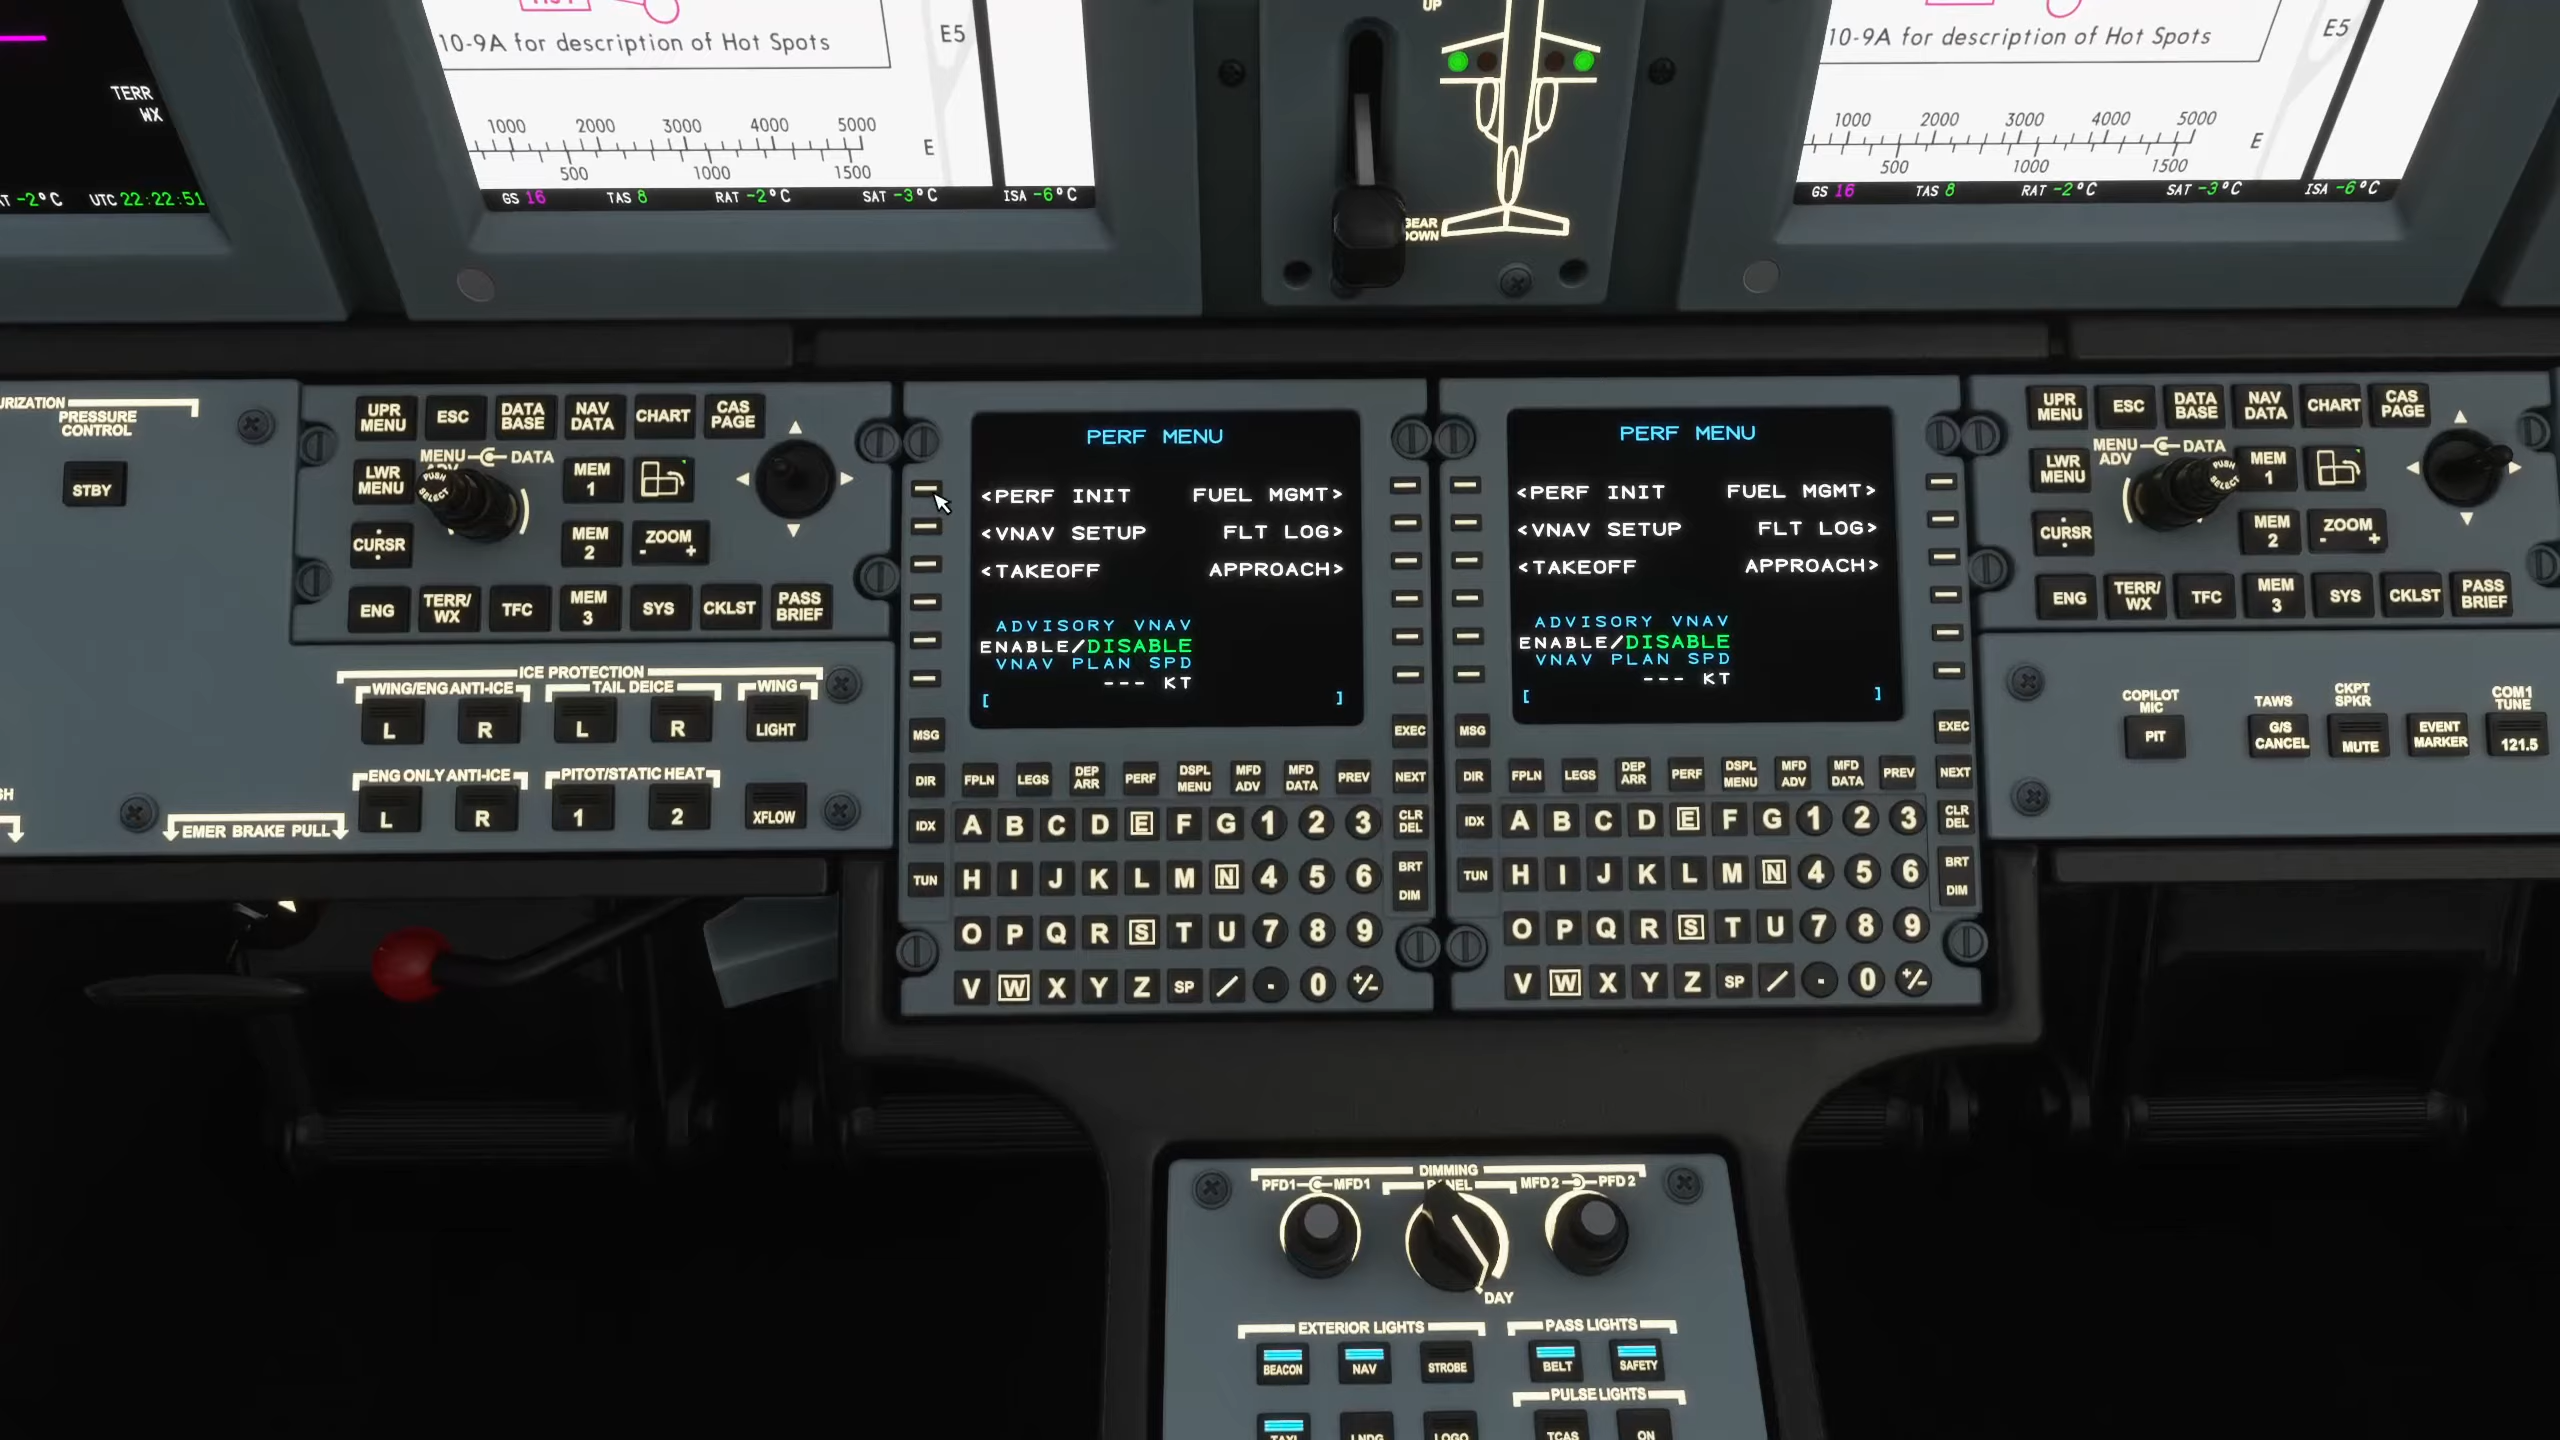 10-9A for description of Hot Spots
E5
TERR
WX
1000 2000 3000 4000 5000
E
500 1000 1500
-2°C UTC 22:22:51
GS 16 TAS 8 RAT -2°C SAT -3°C ISA -6°C
UP
GEAR
DOWN
10-9A for description of Hot Spots
E5
1000 2000 3000 4000 5000
E
500 1000 1500
GS 16 TAS 8 RAT -2°C SAT -3°C ISA -6°C
PRESSURE
CONTROL
STBY
UPR MENU
ESC
DATA BASE
NAV DATA
CHART
CAS PAGE
MENU DATA
LWR MENU
PUSH SELECT
MEM 1
CURSR
MEM 2
ZOOM
- +
ENG
TERR/ WX
TFC
MEM 3
SYS
CKLST
PASS BRIEF
ICE PROTECTION
WING/ENG ANTI-ICE
TAIL DEICE
WING
L R L R LIGHT
ENG ONLY ANTI-ICE
PITOT/STATIC HEAT
L R 1 2 XFLOW
EMER BRAKE PULL
PERF MENU
<PERF INIT FUEL MGMT>
<VNAV SETUP FLT LOG>
<TAKEOFF APPROACH>
ADVISORY VNAV
ENABLE/DISABLE
VNAV PLAN SPD
--- KT
[ ]
MSG EXEC
DIR FPLN LEGS DEP ARR PERF DSPL MENU MFD ADV MFD DATA PREV NEXT
IDX A B C D E F G 1 2 3 CLR DEL
TUN H I J K L M N 4 5 6 BRT DIM
O P Q R S T U 7 8 9
V W X Y Z SP / . 0 +/-
PERF MENU
<PERF INIT FUEL MGMT>
<VNAV SETUP FLT LOG>
<TAKEOFF APPROACH>
ADVISORY VNAV
ENABLE/DISABLE
VNAV PLAN SPD
--- KT
[ ]
MSG EXEC
DIR FPLN LEGS DEP ARR PERF DSPL MENU MFD ADV MFD DATA PREV NEXT
IDX A B C D E F G 1 2 3 CLR DEL
TUN H I J K L M N 4 5 6 BRT DIM
O P Q R S T U 7 8 9
V W X Y Z SP / . 0 +/-
UPR MENU
ESC
DATA BASE
NAV DATA
CHART
CAS PAGE
MENU ADV DATA
LWR MENU
PUSH SELECT
MEM 1
CURSR
MEM 2
ZOOM
- +
ENG
TERR/ WX
TFC
MEM 3
SYS
CKLST
PASS BRIEF
COPILOT MIC
PIT
TAWS
G/S CANCEL
CKPT SPKR
MUTE
EVENT MARKER
COM1 TUNE
121.5
DIMMING
PFD1 MFD1
MFD2 PFD2
DAY
EXTERIOR LIGHTS
PASS LIGHTS
BEACON NAV STROBE BELT SAFETY
PULSE LIGHTS
TAXI LNDG LOGO TCAS ON